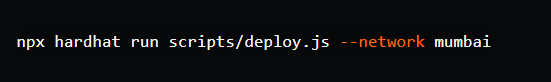 npx hardhat run scripts/deploy.js --network mumbai